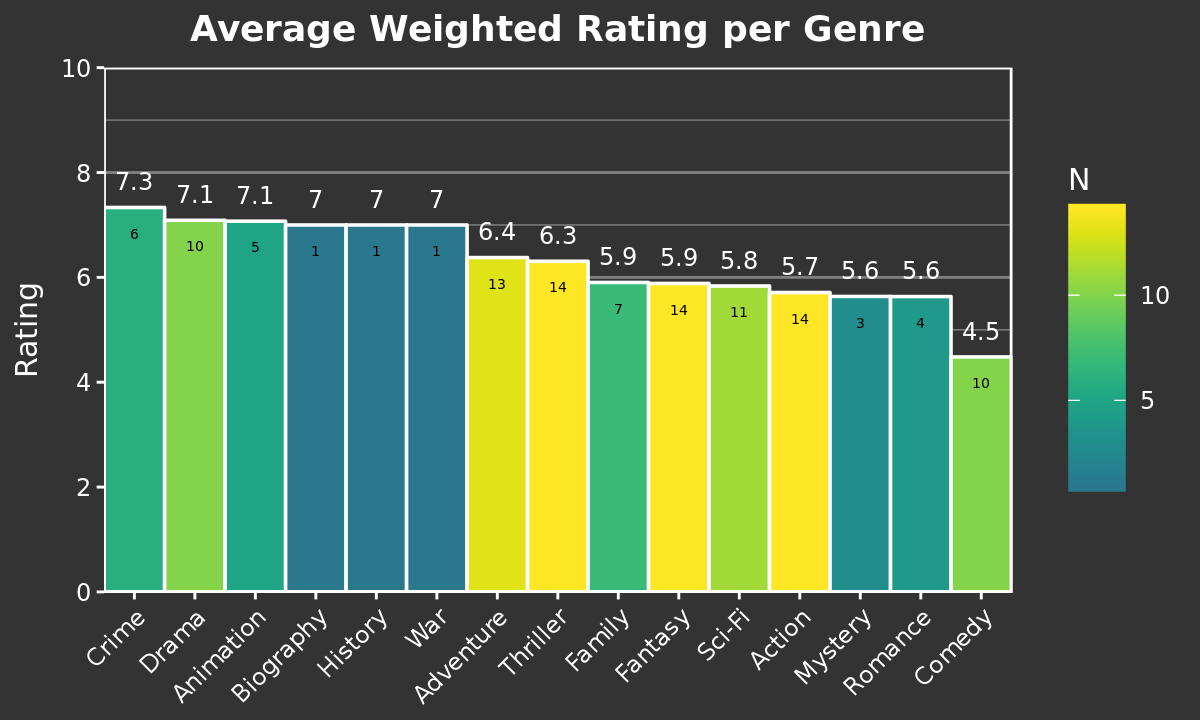 Average Weighted Rating per Genre
10
8
6
4
2
0
Rating
7.3
7.1
7.1
7
7
7
6.4
6.3
5.9
5.9
5.8
5.7
5.6
5.6
4.5
6
10
5
1
1
1
13
14
7
14
11
14
3
4
10
Crime
Drama
Animation
Biography
History
War
Adventure
Thriller
Family
Fantasy
Sci-Fi
Action
Mystery
Romance
Comedy
N
10
5